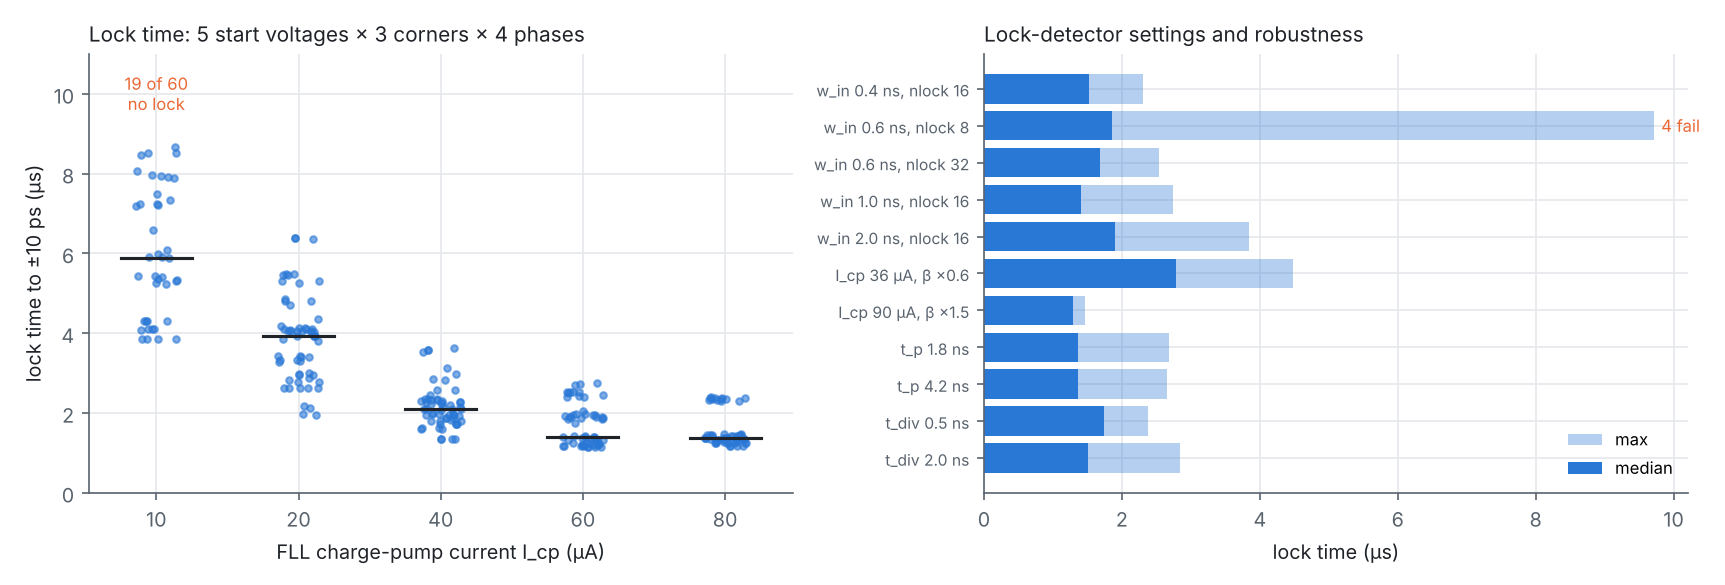 Lock time: 5 start voltages × 3 corners × 4 phases
19 of 60
no lock
10
8
6
4
2
0
lock time to ±10 ps (µs)
10
20
40
60
80
FLL charge-pump current I_cp (µA)
Lock-detector settings and robustness
w_in 0.4 ns, nlock 16
w_in 0.6 ns, nlock 8
4 fail
w_in 0.6 ns, nlock 32
w_in 1.0 ns, nlock 16
w_in 2.0 ns, nlock 16
I_cp 36 µA, β ×0.6
I_cp 90 µA, β ×1.5
t_p 1.8 ns
t_p 4.2 ns
t_div 0.5 ns
t_div 2.0 ns
max
median
0
2
4
6
8
10
lock time (µs)